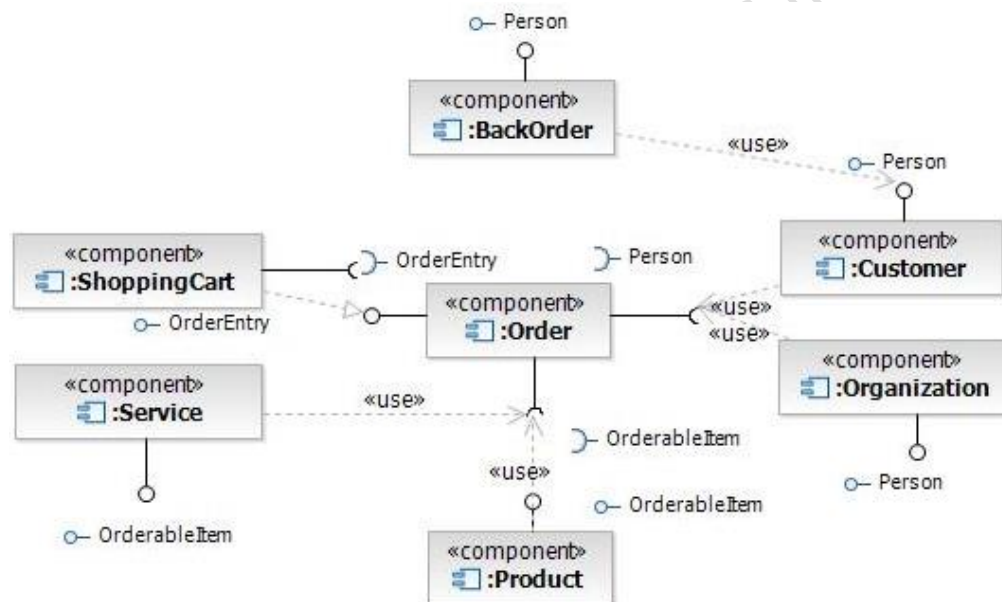 Person
«component»
:BackOrder
«use»
Person
«component»
:ShoppingCart
OrderEntry
Person
«component»
:Customer
OrderEntry
«component»
:Order
«use»
«use»
«component»
:Service
«use»
«component»
:Organization
OrderableItem
«use»
Person
OrderableItem
OrderableItem
«component»
:Product